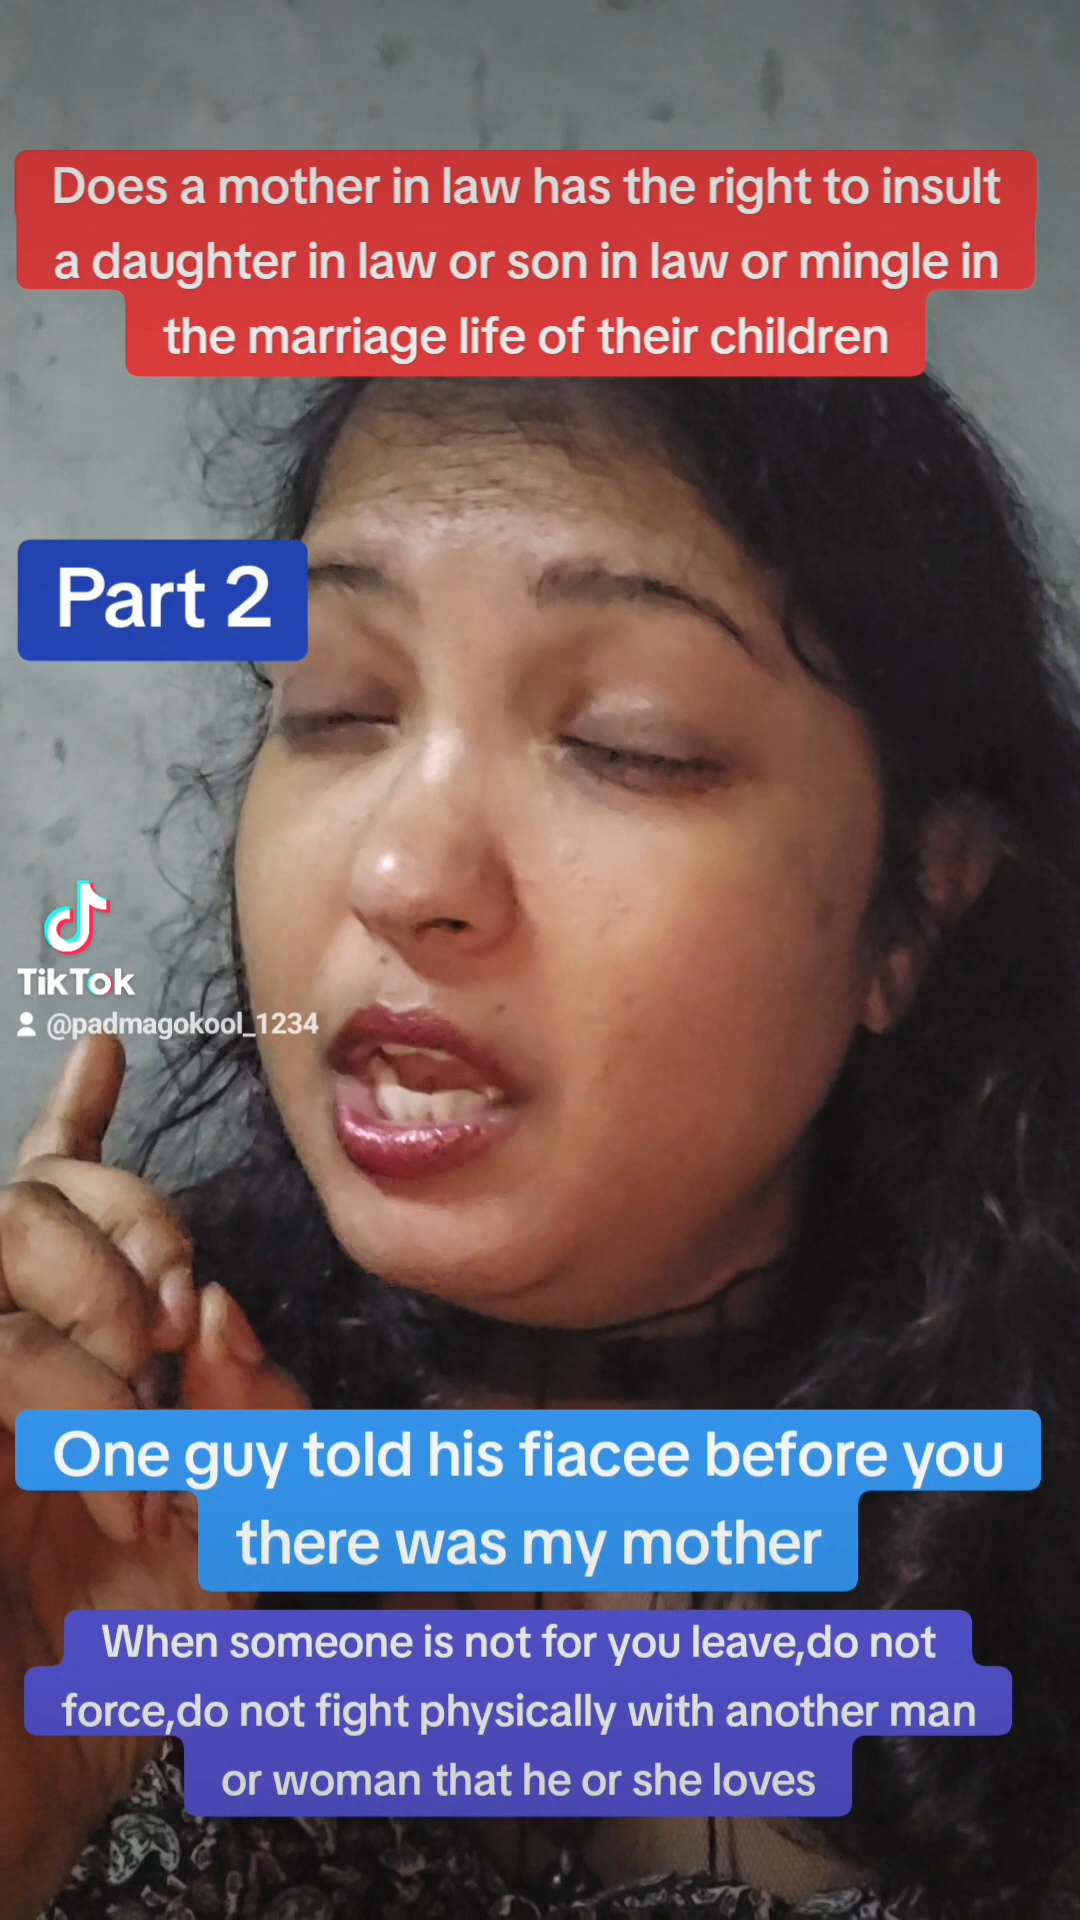 Does a mother in law has the right to insult
a daughter in law or son in law or mingle in
the marriage life of their children
Part 2
TikTok
@padmagokool_1234
One guy told his fiacee before you
there was my mother
When someone is not for you leave,do not
force,do not fight physically with another man
or woman that he or she loves